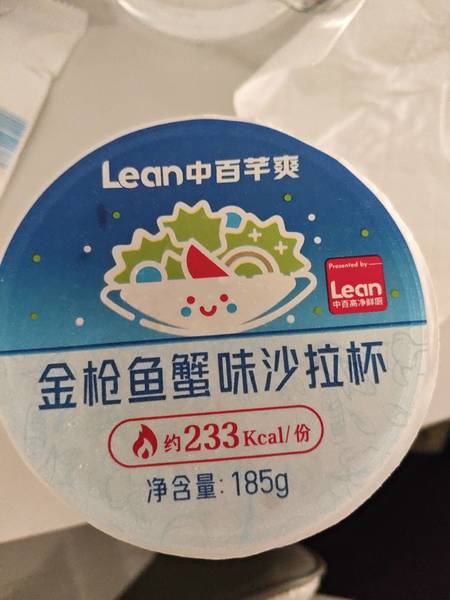 Lean中百芊爽
Presented by
Lean
中百高净鲜厨
金枪鱼蟹味沙拉杯
约233Kcal/份
净含量:185g